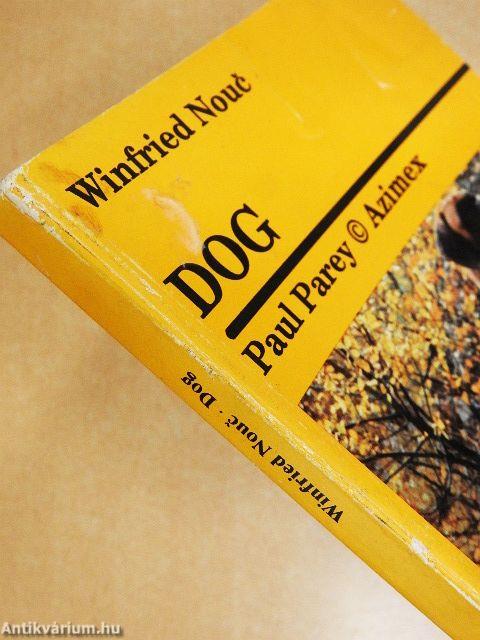 Winfried Nouč
DOG
Paul Parey © Azimex
Winfried Nouč · Dog
Antikvárium.hu